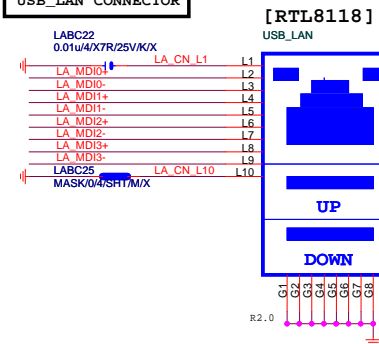 USB_LAN CONNECTOR
[RTL8118]
USB_LAN
LABC22
0.01u/4/X7R/25V/K/X
LA_CN_L1 L1
LA_MDI0+ L2
LA_MDI0- L3
LA_MDI1+ L4
LA_MDI1- L5
LA_MDI2+ L6
LA_MDI2- L7
LA_MDI3+ L8
LA_MDI3- L9
LABC25 LA_CN_L10 L10
MASK/0/4/SHT/M/X
UP
DOWN
G1 G2 G3 G4 G5 G6 G7 G8
R2.0